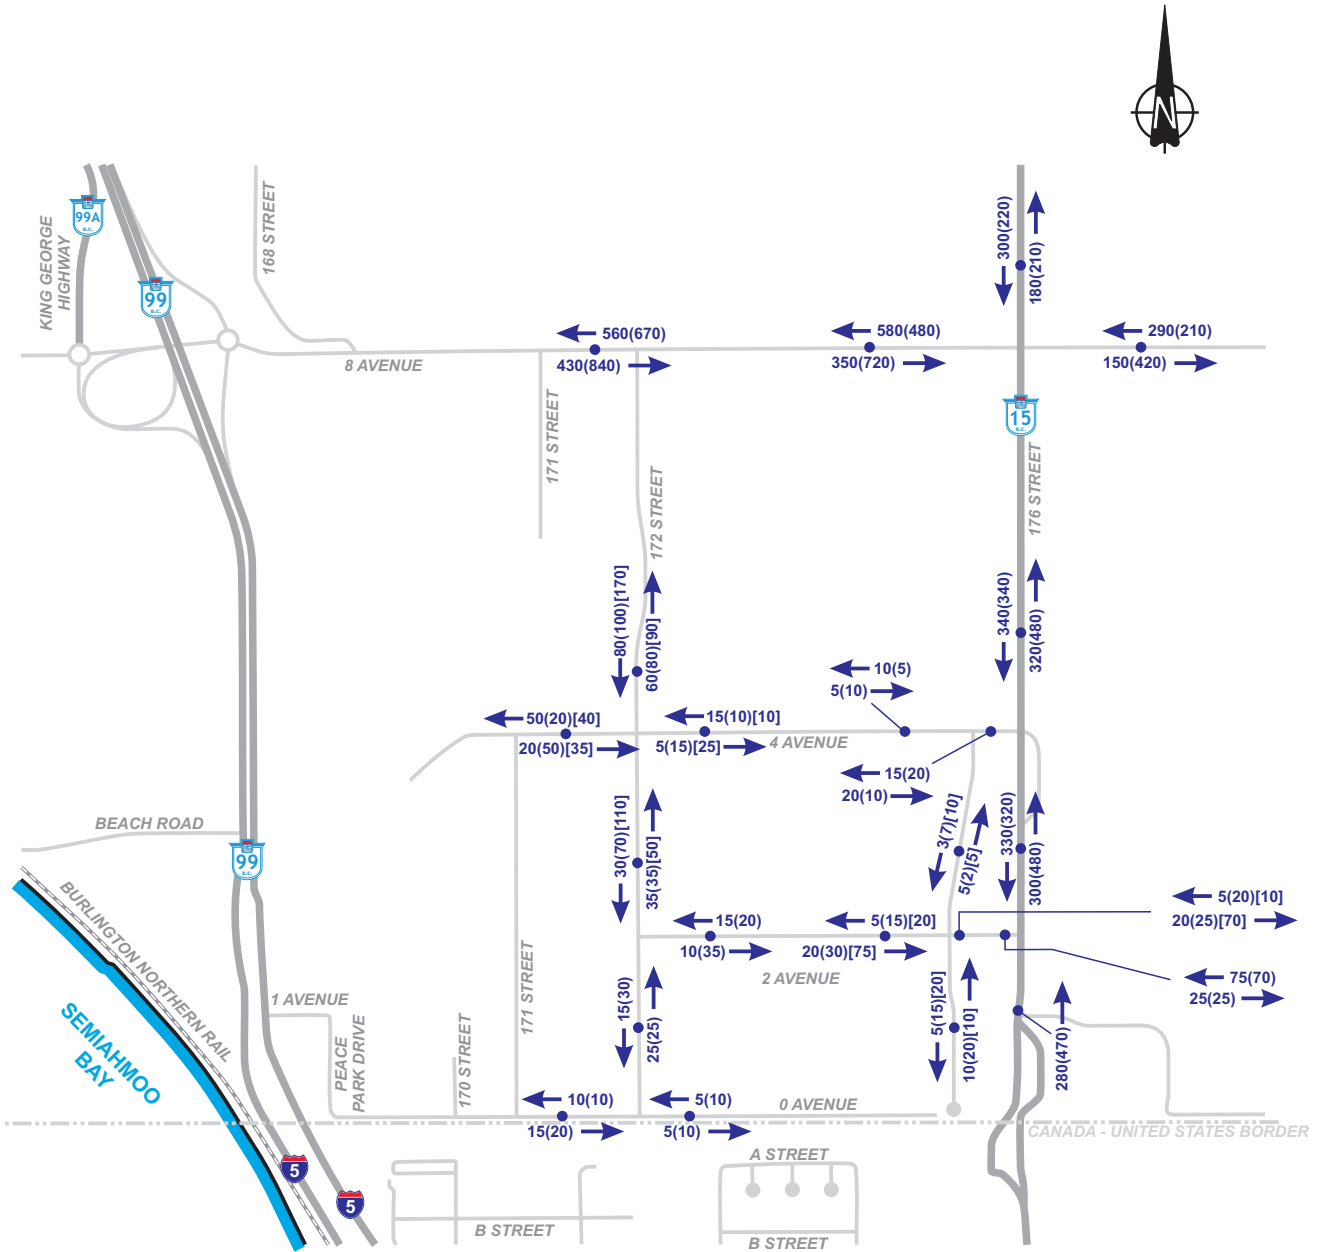 N
KING GEORGE
HIGHWAY
99A
B.C.
99
B.C.
168 STREET
300(220)
180(210)
560(670)
430(840)
580(480)
350(720)
290(210)
150(420)
8 AVENUE
171 STREET
15
B.C.
176 STREET
172 STREET
80(100)[170]
60(80)[90]
340(340)
320(480)
10(5)
5(10)
50(20)[40]
20(50)[35]
15(10)[10]
5(15)[25]
4 AVENUE
15(20)
20(10)
30(70)[110]
35(35)[50]
3(7)[10]
5(2)[5]
330(320)
300(480)
BEACH ROAD
99
B.C.
BURLINGTON NORTHERN RAIL
SEMIAHMOO
BAY
5(20)[10]
20(25)[70]
15(20)
10(35)
5(15)[20]
20(30)[75]
2 AVENUE
75(70)
25(25)
171 STREET
1 AVENUE
PEACE
PARK DRIVE
170 STREET
15(30)
25(25)
5(15)[20]
10(20)[10]
280(470)
10(10)
15(20)
5(10)
5(10)
0 AVENUE
CANADA - UNITED STATES BORDER
5
5
A STREET
B STREET
B STREET